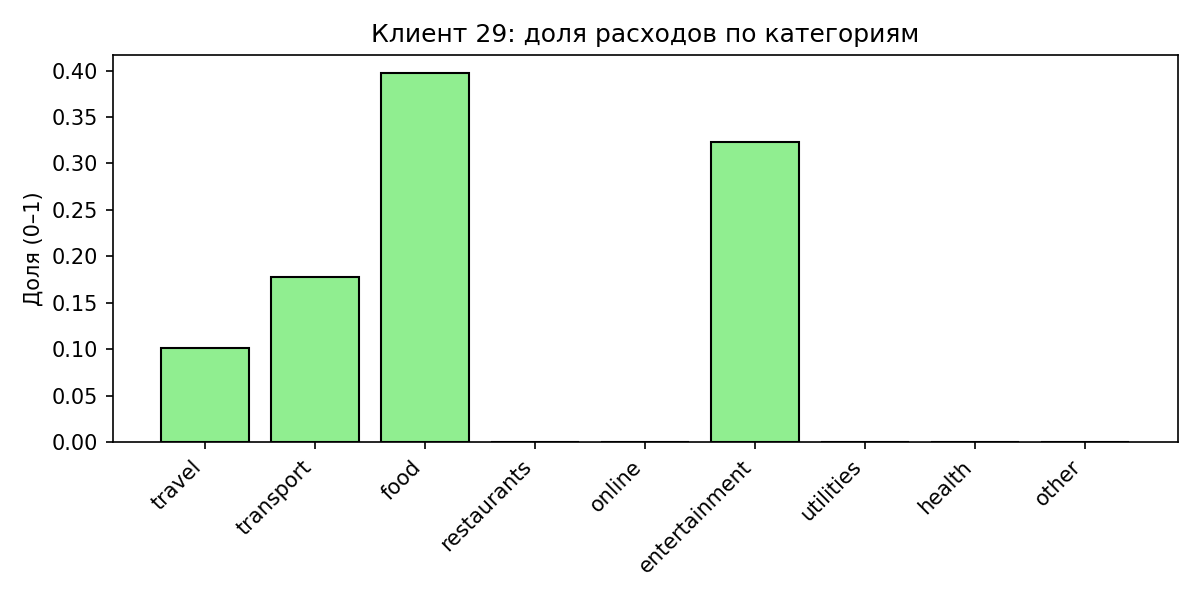 Клиент 29: доля расходов по категориям
Доля (0–1)
0.40
0.35
0.30
0.25
0.20
0.15
0.10
0.05
0.00
travel
transport
food
restaurants
online
entertainment
utilities
health
other